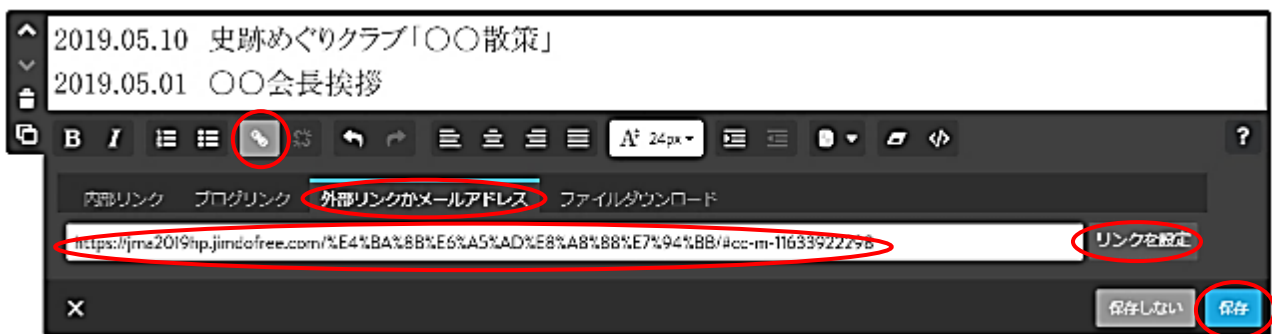 2019.05.10 史跡めぐりクラブ「〇〇散策」
2019.05.01 〇〇会長挨拶
B I A 24px ?
内部リンク ブログリンク 外部リンクかメールアドレス ファイルダウンロード
https://jma2019hp.jimdofree.com/%E4%BA%8B%E6%A5%AD%E8%A8%88%E7%94%BB/#cc-m-11633922298 リンクを設定
保存しない 保存